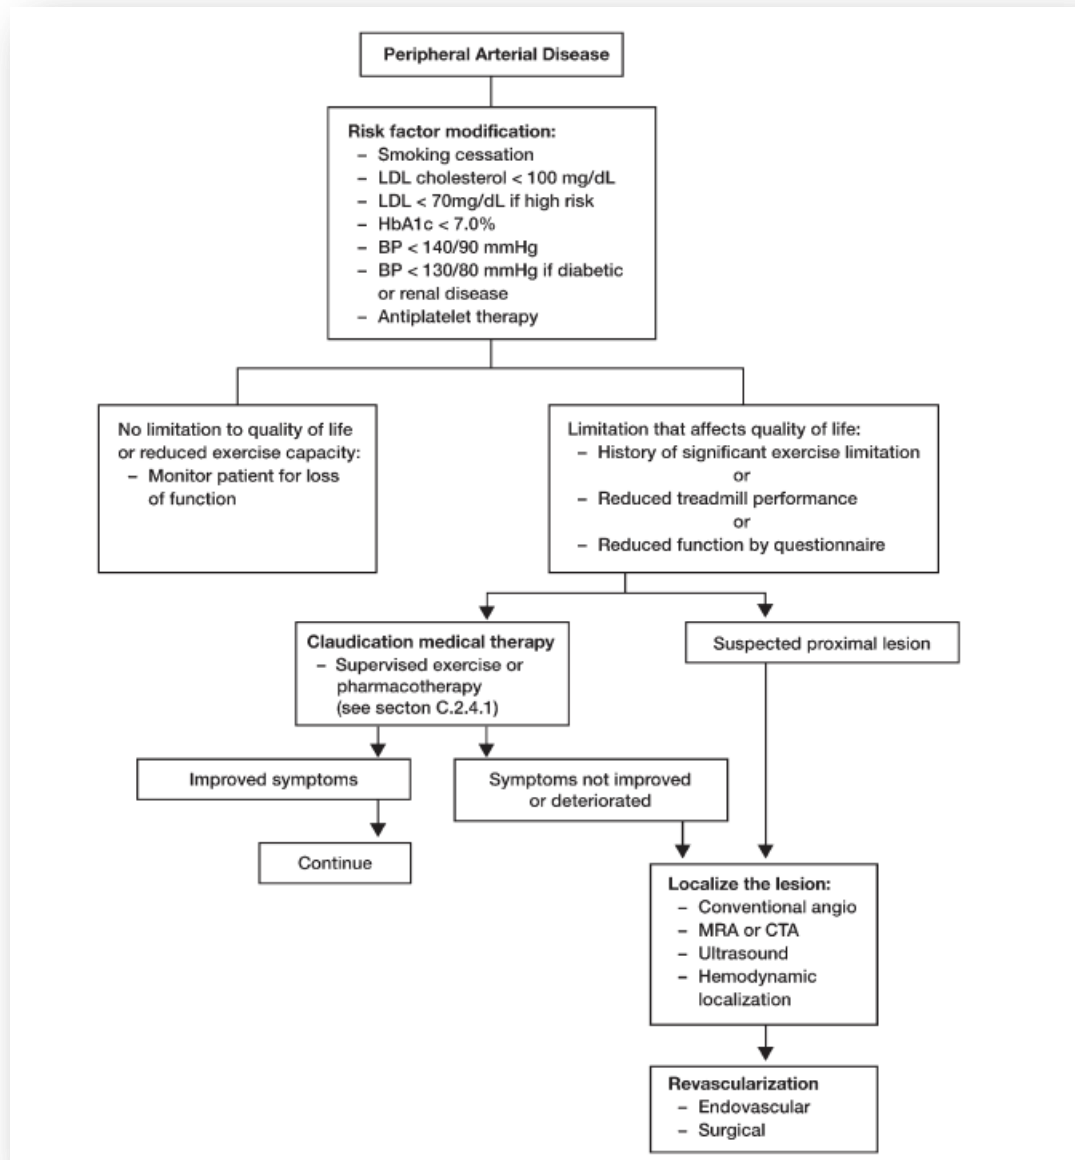 Peripheral Arterial Disease
Risk factor modification:
– Smoking cessation
– LDL cholesterol < 100 mg/dL
– LDL < 70mg/dL if high risk
– HbA1c < 7.0%
– BP < 140/90 mmHg
– BP < 130/80 mmHg if diabetic
or renal disease
– Antiplatelet therapy
No limitation to quality of life
or reduced exercise capacity:
– Monitor patient for loss
of function
Limitation that affects quality of life:
– History of significant exercise limitation
or
– Reduced treadmill performance
or
– Reduced function by questionnaire
Claudication medical therapy
– Supervised exercise or
pharmacotherapy
(see secton C.2.4.1)
Suspected proximal lesion
Improved symptoms
Symptoms not improved
or deteriorated
Continue
Localize the lesion:
– Conventional angio
– MRA or CTA
– Ultrasound
– Hemodynamic
localization
Revascularization
– Endovascular
– Surgical